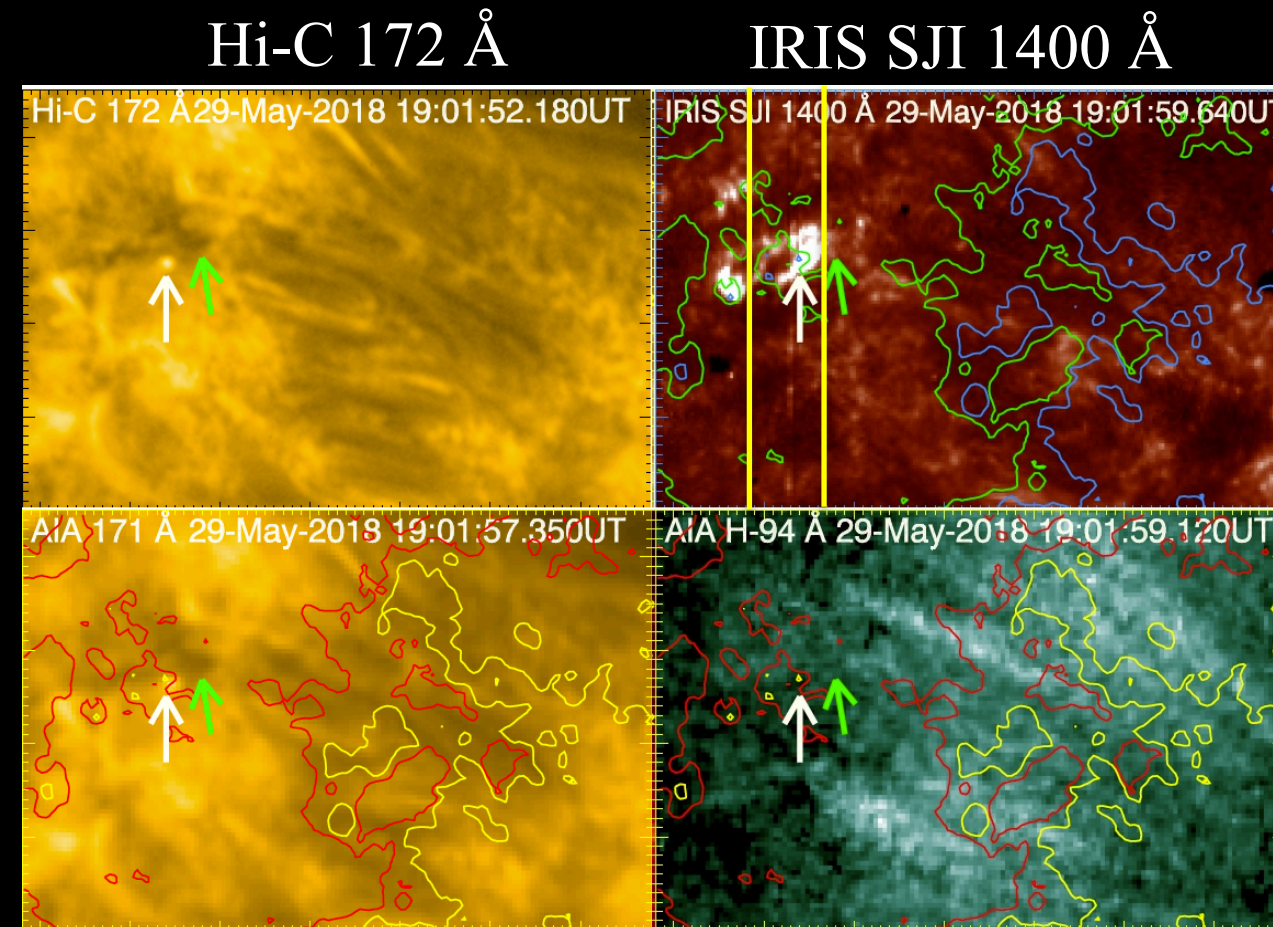 Hi-C 172 Å
IRIS SJI 1400 Å
Hi-C 172 Å29-May-2018 19:01:52.180UT
IRIS SJI 1400 Å 29-May-2018 19:01:59.640UT
AIA 171 Å 29-May-2018 19:01:57.350UT
AIA H-94 Å 29-May-2018 19:01:59.120UT